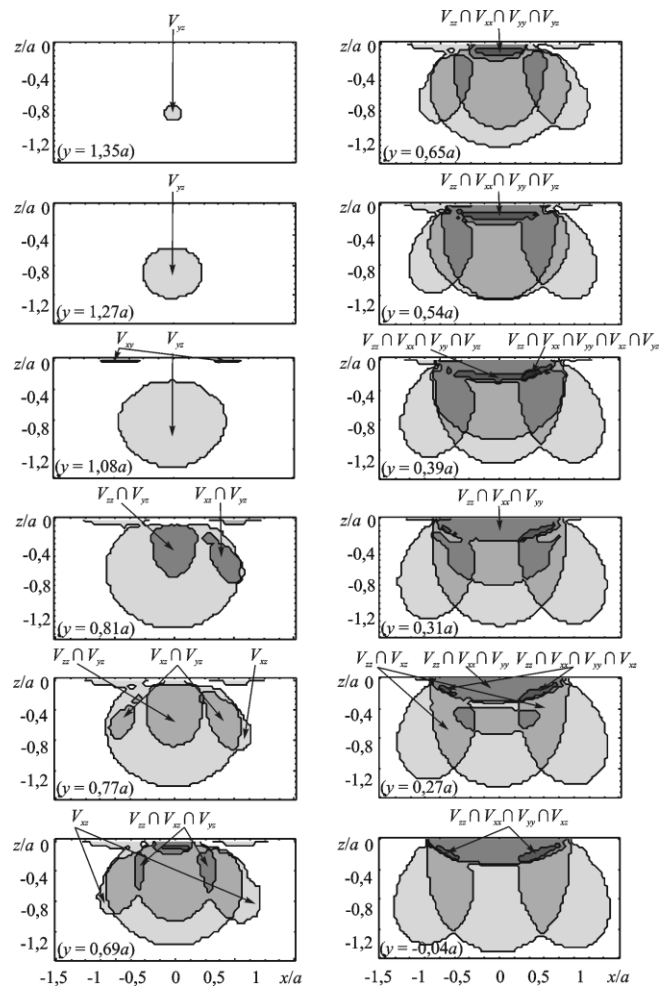 V_yz
z/a 0
-0,4
-0,8
-1,2
(y = 1,35a)
V_yz
z/a 0
-0,4
-0,8
-1,2
(y = 1,27a)
V_xy V_yz
z/a 0
-0,4
-0,8
-1,2
(y = 1,08a)
V_zz ∩ V_yz V_xz ∩ V_yz
z/a 0
-0,4
-0,8
-1,2
(y = 0,81a)
V_zz ∩ V_yz V_xz ∩ V_yz V_xz
z/a 0
-0,4
-0,8
-1,2
(y = 0,77a)
V_xz V_zz ∩ V_xz ∩ V_yz
z/a 0
-0,4
-0,8
-1,2
(y = 0,69a)
-1,5 -1 -0,5 0 0,5 1 x/a
V_zz ∩ V_xx ∩ V_yy ∩ V_yz
z/a 0
-0,4
-0,8
-1,2
(y = 0,65a)
V_zz ∩ V_xx ∩ V_yy ∩ V_yz
z/a 0
-0,4
-0,8
-1,2
(y = 0,54a)
V_zz ∩ V_xx ∩ V_yy ∩ V_yz V_zz ∩ V_xx ∩ V_yy ∩ V_xz ∩ V_yz
z/a 0
-0,4
-0,8
-1,2
(y = 0,39a)
V_zz ∩ V_xx ∩ V_yy
z/a 0
-0,4
-0,8
-1,2
(y = 0,31a)
V_zz ∩ V_xz V_zz ∩ V_xx ∩ V_yy V_zz ∩ V_xx ∩ V_yy ∩ V_xz
z/a 0
-0,4
-0,8
-1,2
(y = 0,27a)
V_zz ∩ V_xx ∩ V_yy ∩ V_xz
z/a 0
-0,4
-0,8
-1,2
(y = -0,04a)
-1,5 -1 -0,5 0 0,5 1 x/a